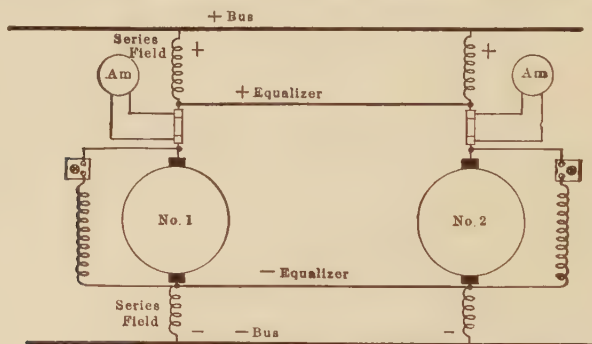 + Bus
Series
Field
+
+
Am
Am
+ Equalizer
No. 1
No. 2
— Equalizer
Series
Field
—
— Bus
—